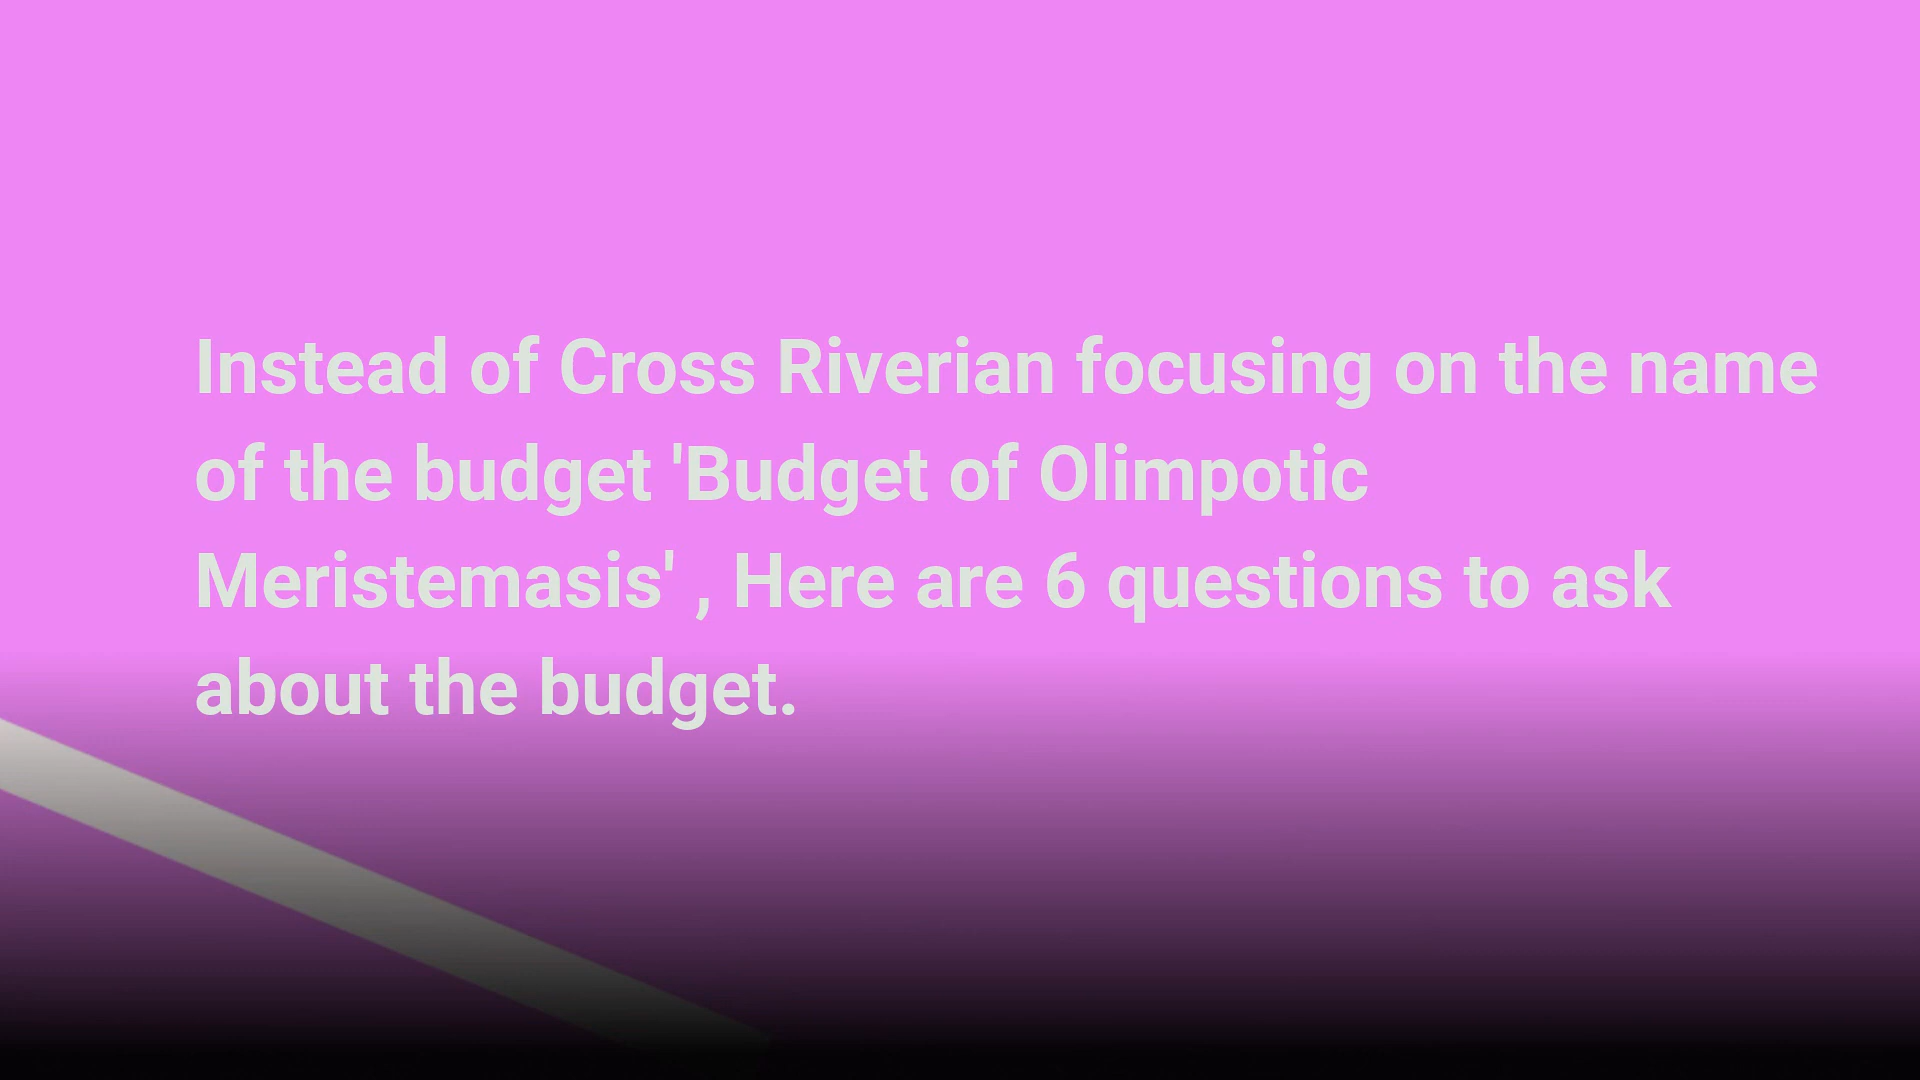 Instead of Cross Riverian focusing on the name
of the budget 'Budget of Olimpotic
Meristemasis' , Here are 6 questions to ask
about the budget.